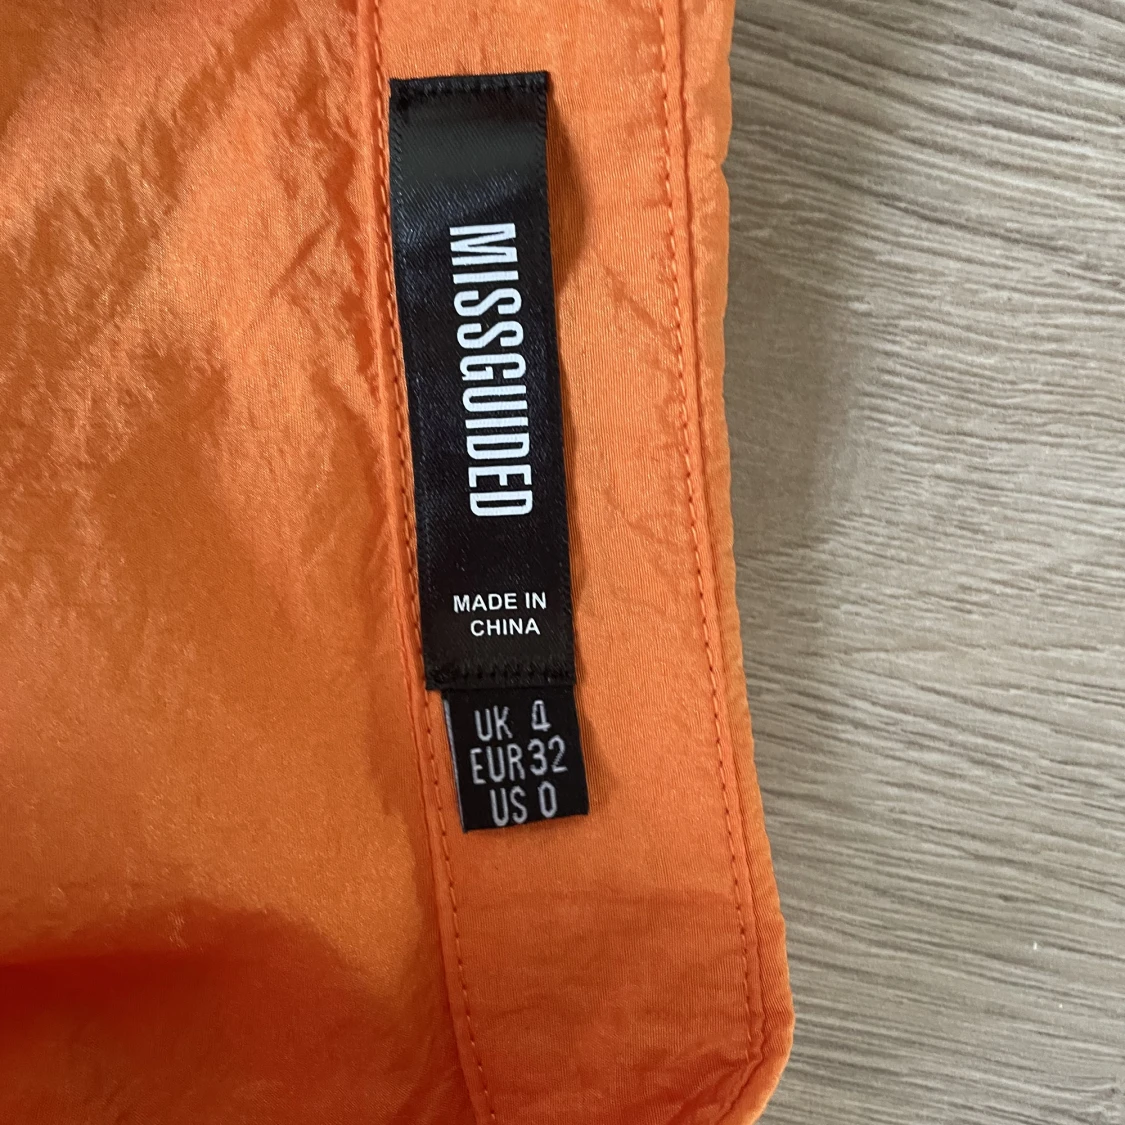 MISSGUIDED
MADE IN
CHINA
UK 4
EUR 32
US 0